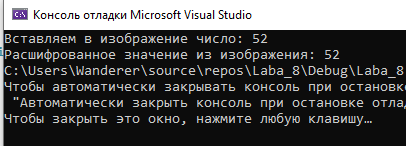 Консоль отладки Microsoft Visual Studio
Вставляем в изображение число: 52
Расшифрованное значение из изображения: 52
C:\Users\Wanderer\source\repos\Laba_8\Debug\Laba_8
Чтобы автоматически закрывать консоль при остановк
"Автоматически закрыть консоль при остановке отла
Чтобы закрыть это окно, нажмите любую клавишу…